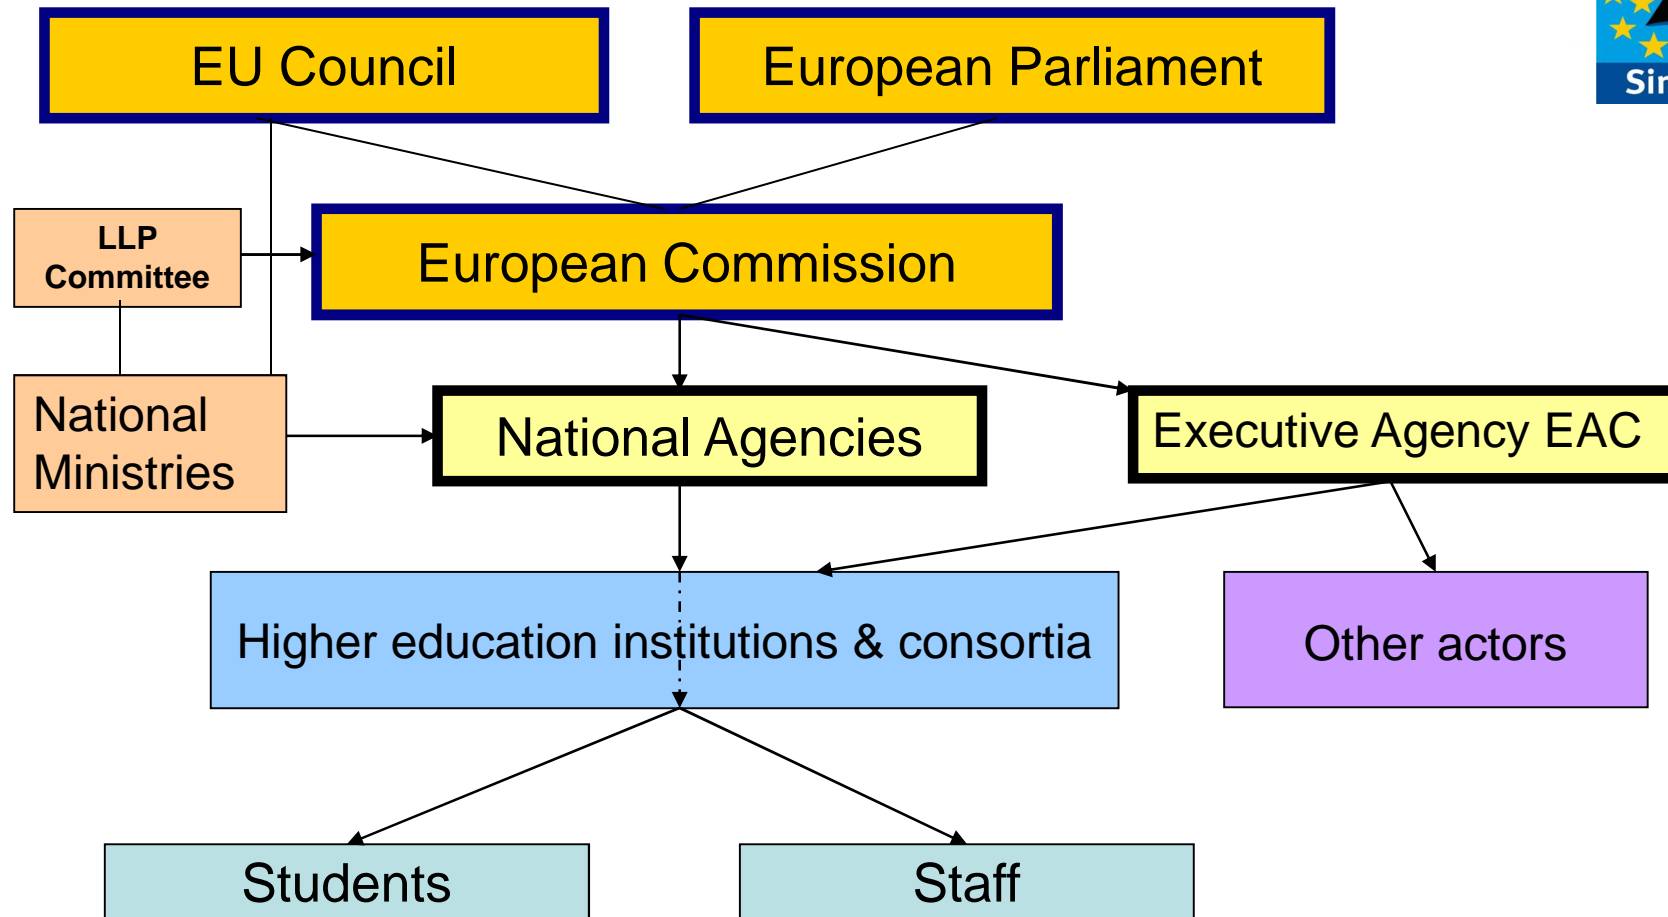 EU Council
European Parliament
LLP
Committee
European Commission
National
Ministries
National Agencies
Executive Agency EAC
Higher education institutions & consortia
Other actors
Students
Staff